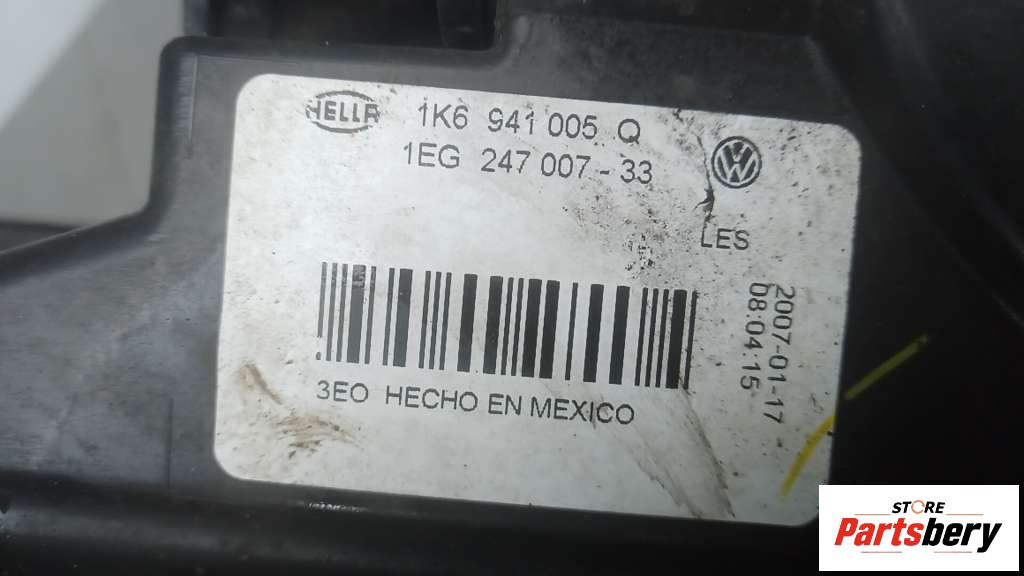 HELLA 1K6 941 005 Q
1EG 247 007-33
LES
2007-01-17
08:04:15
3EO HECHO EN MEXICO
STORE
Partsbery